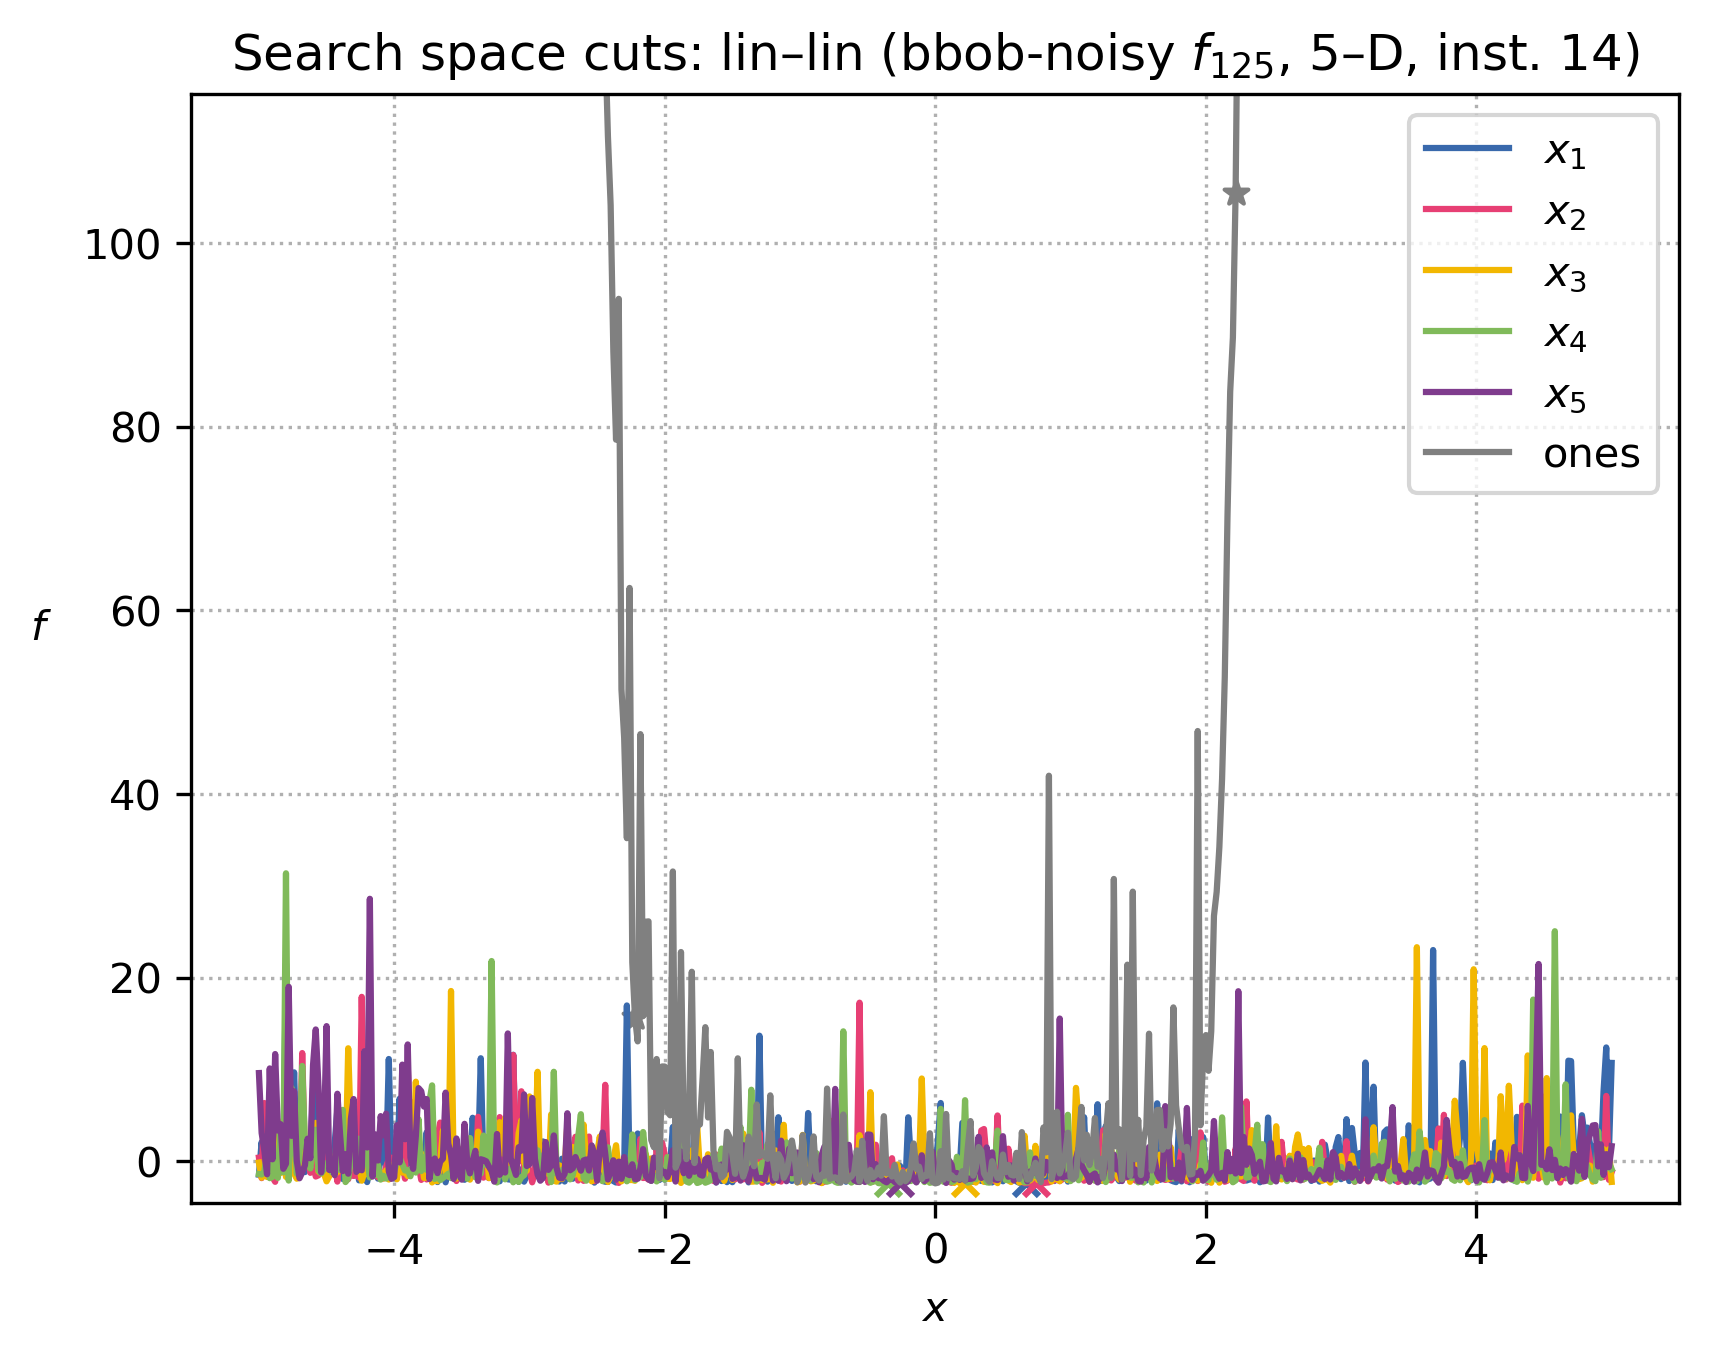 Search space cuts: lin–lin (bbob-noisy f₁₂₅, 5–D, inst. 14)
x₁
x₂
x₃
x₄
x₅
ones
100
80
60
40
20
0
f
−4
−2
0
2
4
x